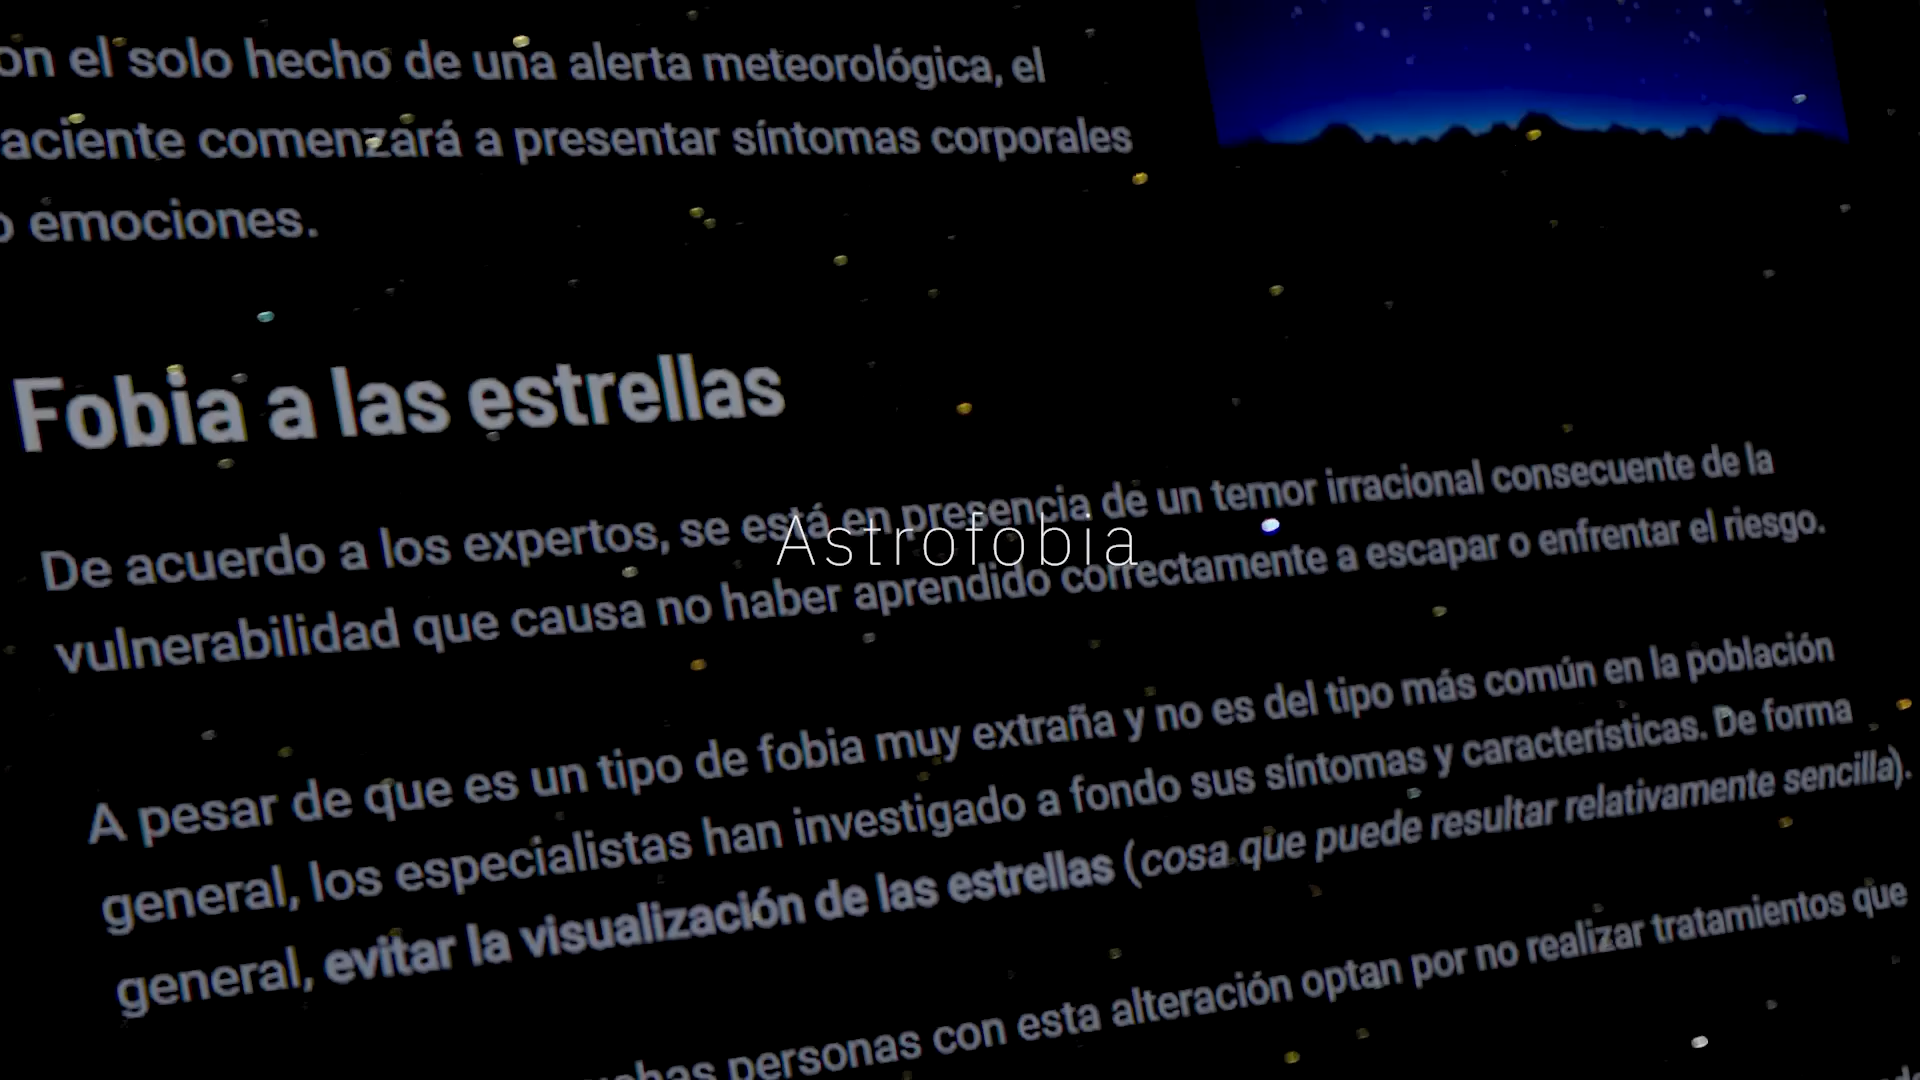 on el solo hecho de una alerta meteorológica, el
aciente comenzará a presentar síntomas corporales
o emociones.
Fobia a las estrellas
De acuerdo a los expertos, se está en presencia de un temor irracional consecuente de la
vulnerabilidad que causa no haber aprendido correctamente a escapar o enfrentar el riesgo.
Astrofobia
A pesar de que es un tipo de fobia muy extraña y no es del tipo más común en la población
general, los especialistas han investigado a fondo sus síntomas y características. De forma
general, evitar la visualización de las estrellas (cosa que puede resultar relativamente sencilla).
personas con esta alteración optan por no realizar tratamientos que